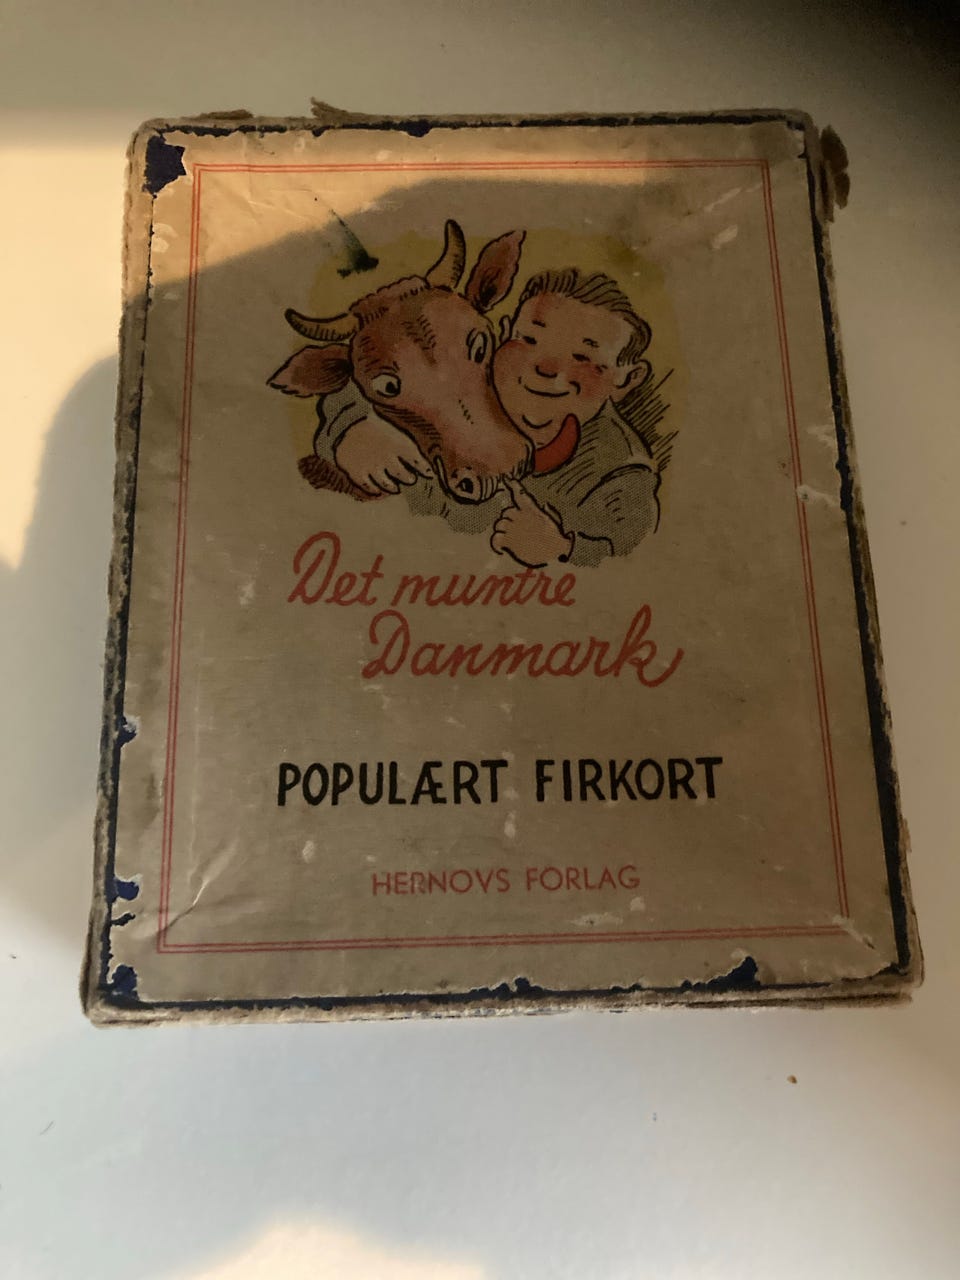 Det muntre
Danmark
POPULÆRT FIRKORT
HERNOVS FORLAG